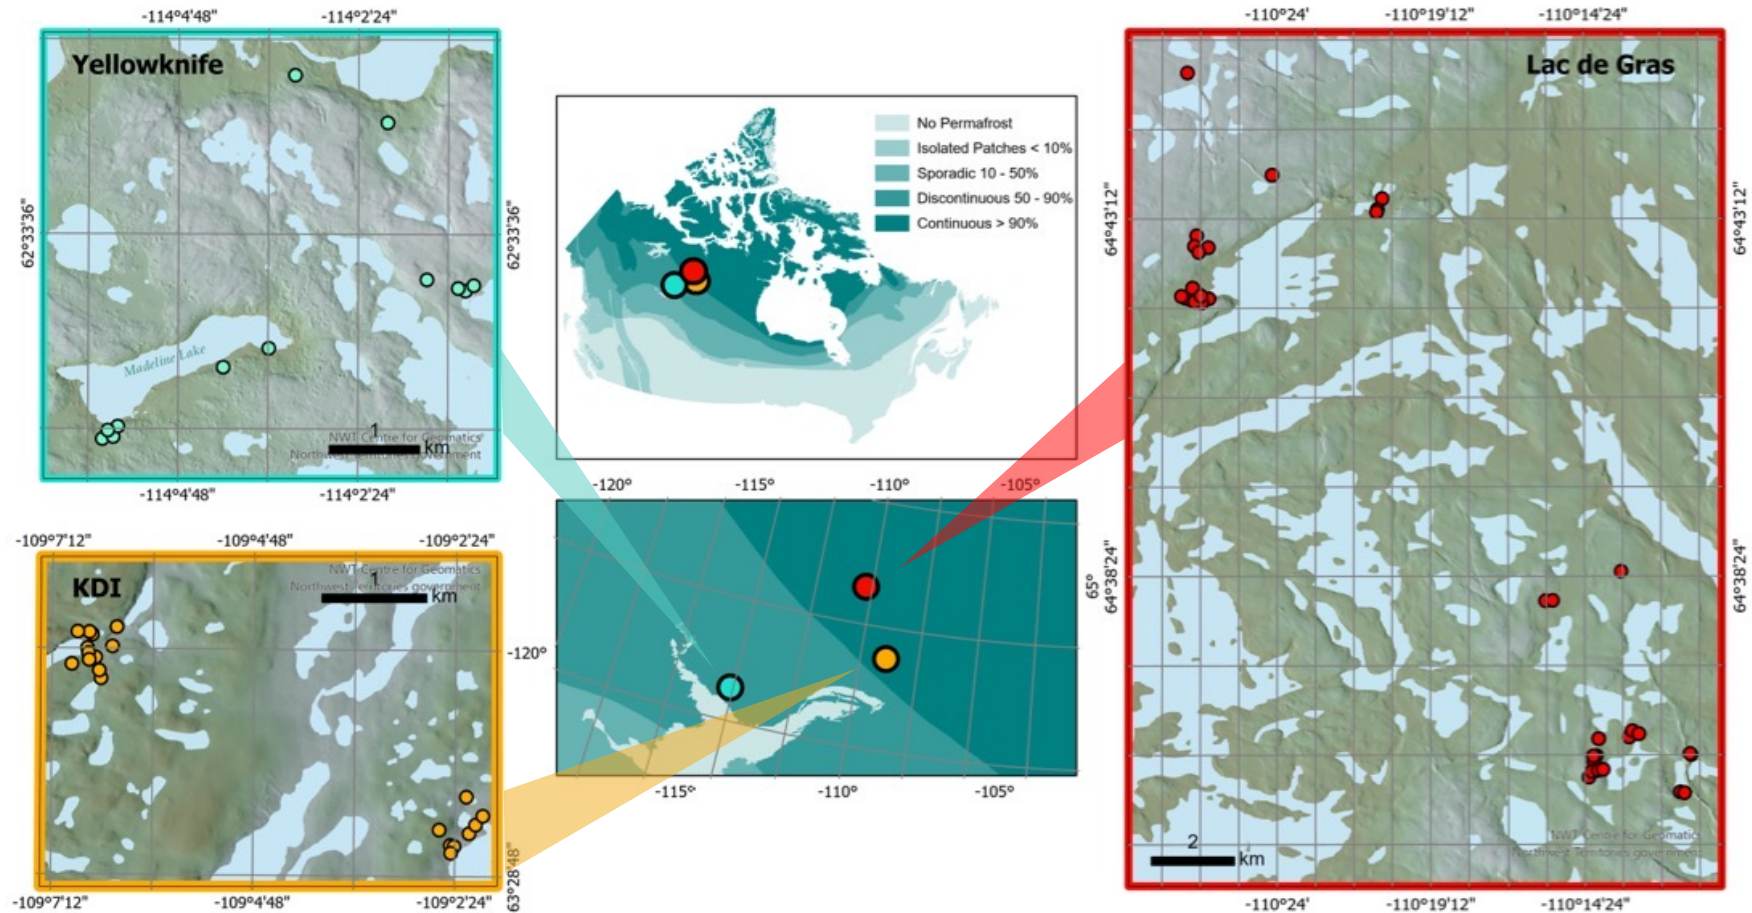 -114°4'48"
-114°2'24"
Yellowknife
62°33'36"
62°33'36"
Madeline Lake
NWT Centre for Geomatics
1
km
Northwest Territories government
-114°4'48"
-114°2'24"
-109°7'12"
-109°4'48"
-109°2'24"
KDI
NWT Centre for Geomatics
1
Northwest Territories government
km
63°28'48"
-109°7'12"
-109°4'48"
-109°2'24"
No Permafrost
Isolated Patches < 10%
Sporadic 10 - 50%
Discontinuous 50 - 90%
Continuous > 90%
-120°
-115°
-110°
-105°
65°
-120°
-115°
-110°
-105°
-110°24'
-110°19'12"
-110°14'24"
Lac de Gras
64°43'12"
64°43'12"
64°38'24"
64°38'24"
NWT Centre for Geomatics
2
km
Northwest Territories government
-110°24'
-110°19'12"
-110°14'24"